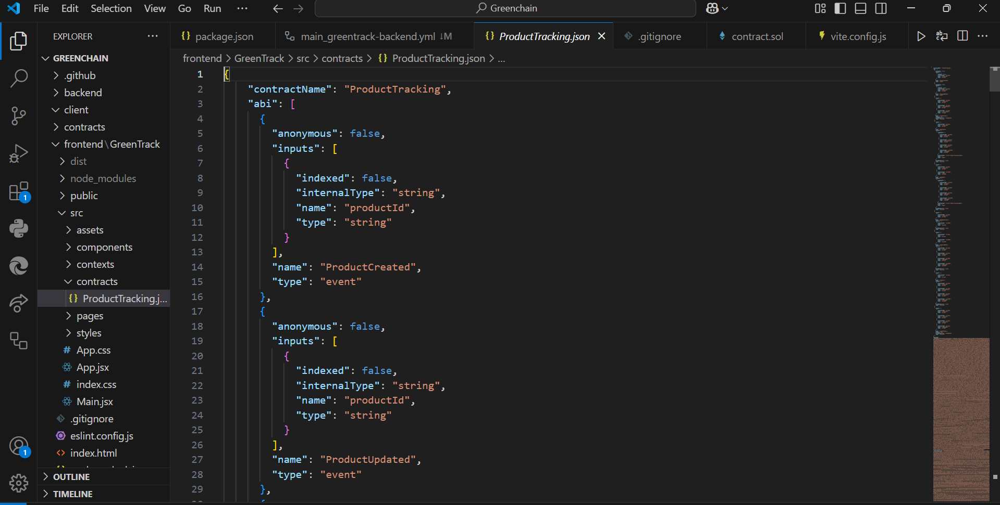 File Edit Selection View Go Run ··· Greenchain
EXPLORER ···
GREENCHAIN
.github
backend
client
contracts
frontend\GreenTrack
dist
node_modules
public
src
assets
components
contexts
contracts
{} ProductTracking.j...
pages
styles
# App.css
App.jsx
# index.css
Main.jsx
.gitignore
eslint.config.js
<> index.html
OUTLINE
TIMELINE
1
1
{} package.json
main_greentrack-backend.yml ↓M
{} ProductTracking.json
.gitignore
contract.sol
vite.config.js
frontend > GreenTrack > src > contracts > {} ProductTracking.json > ...
1 {
2 "contractName": "ProductTracking",
3 "abi": [
4 {
5 "anonymous": false,
6 "inputs": [
7 {
8 "indexed": false,
9 "internalType": "string",
10 "name": "productId",
11 "type": "string"
12 }
13 ],
14 "name": "ProductCreated",
15 "type": "event"
16 },
17 {
18 "anonymous": false,
19 "inputs": [
20 {
21 "indexed": false,
22 "internalType": "string",
23 "name": "productId",
24 "type": "string"
25 }
26 ],
27 "name": "ProductUpdated",
28 "type": "event"
29 },